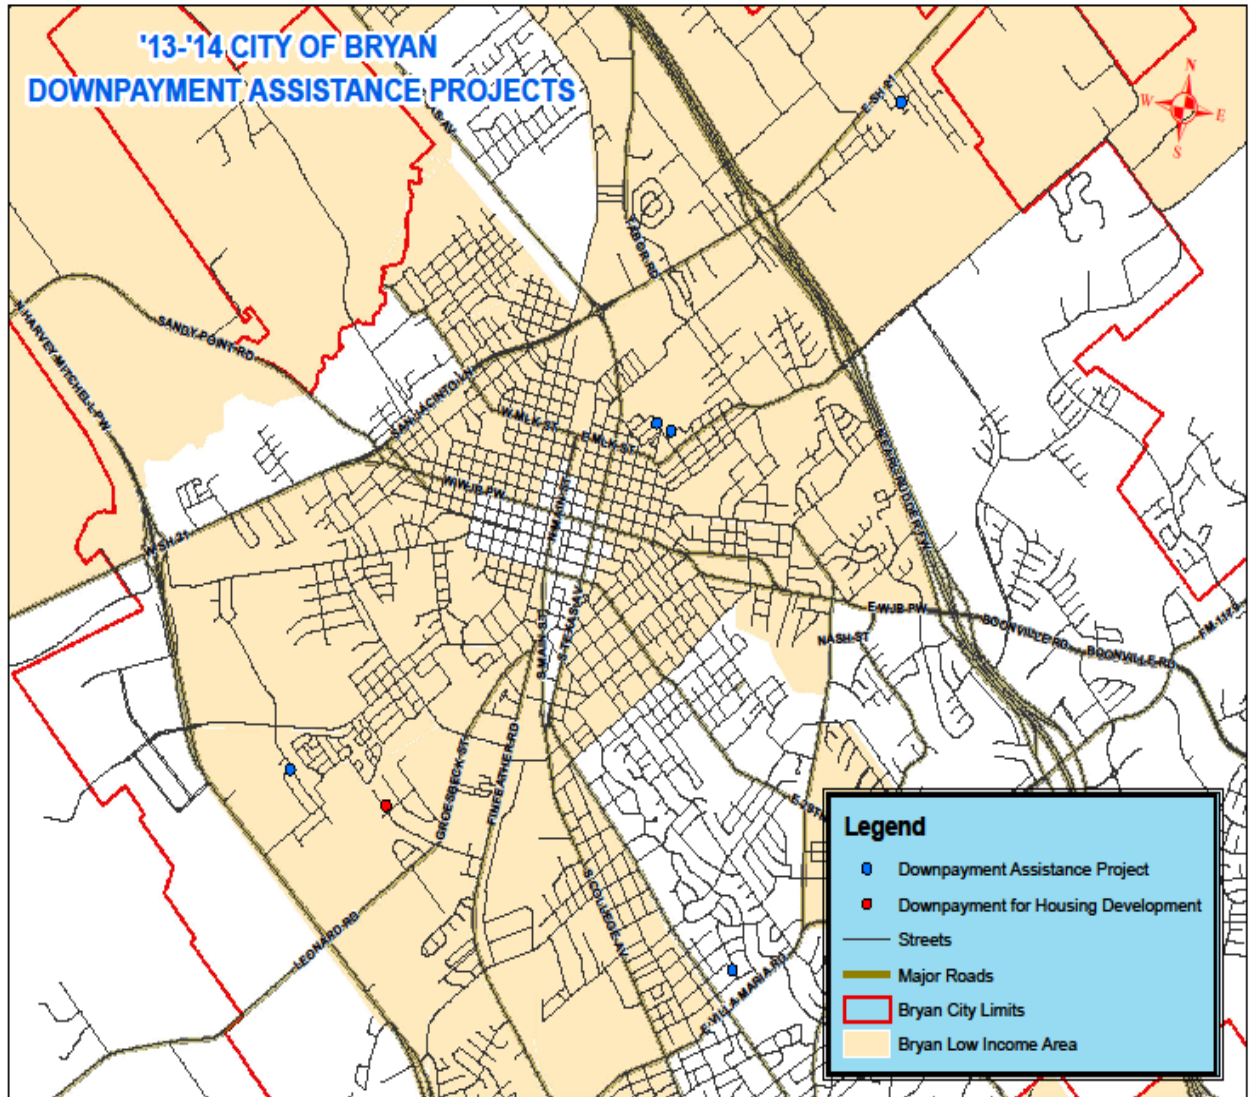 '13-'14 CITY OF BRYAN
DOWNPAYMENT ASSISTANCE PROJECTS
N
W
E
S
E-SH-21
TABOR-RD
N-HARVEY-MITCHELL-PW
SANDY-POINT-RD
SAN-JACINTO-LN
W-MLK-ST
E-MLK-ST
W-WJB-PW
N-MAIN-ST
W-SH-21
S-MAIN-ST
S-TEXAS-AV
E-WJB-PW
NASH-ST
BOONVILLE-RD
BOONVILLE-RD
GROESBECK-ST
FINFEATHER-RD
LEONARD-RD
S-COLLEGE-AV
E-VILLA-MARIA-RD
Legend
Downpayment Assistance Project
Downpayment for Housing Development
Streets
Major Roads
Bryan City Limits
Bryan Low Income Area